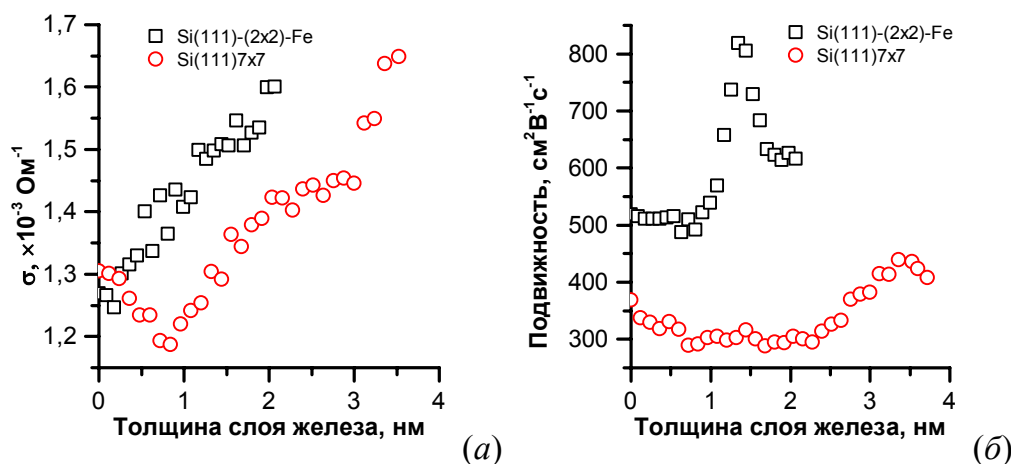 1,7
1,6
1,5
1,4
1,3
1,2
σ, ×10⁻³ Ом⁻¹
Si(111)-(2x2)-Fe
Si(111)7x7
0
1
2
3
4
Толщина слоя железа, нм
(а)
800
700
600
500
400
300
Подвижность, см²В⁻¹с⁻¹
Si(111)-(2x2)-Fe
Si(111)7x7
0
1
2
3
4
Толщина слоя железа, нм
(б)